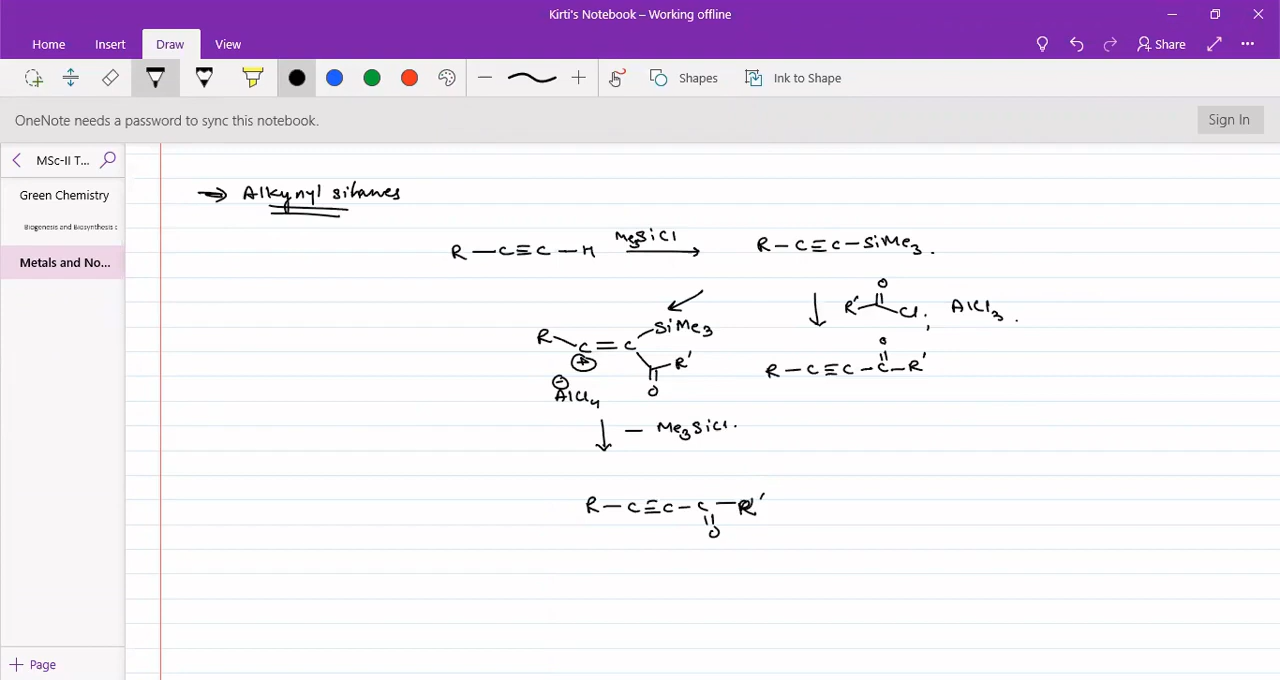 Kirti's Notebook – Working offline
Home Insert Draw View Share
Shapes Ink to Shape
OneNote needs a password to sync this notebook. Sign In
MSc-II T...
Green Chemistry
Biogenesis and Biosynthesis c
Metals and No...
→ Alkynyl silanes
R—C≡C—H Me3SiCl → R—C≡C—SiMe3.
R' O Cl; AlCl3.
R C=C SiMe3
⊕ O R'
R—C≡C—C—R' O
⊖
AlCl4
— Me3SiCl.
R—C≡C—C—R'
O
+ Page